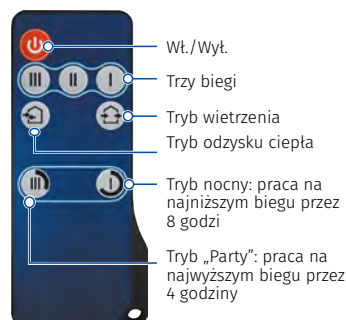 Wł./Wył.
III II I
Trzy biegi
Tryb wietrzenia
Tryb odzysku ciepła
III I
Tryb nocny: praca na
najniższym biegu przez
8 godzi
Tryb „Party”: praca na
najwyższym biegu przez
4 godziny